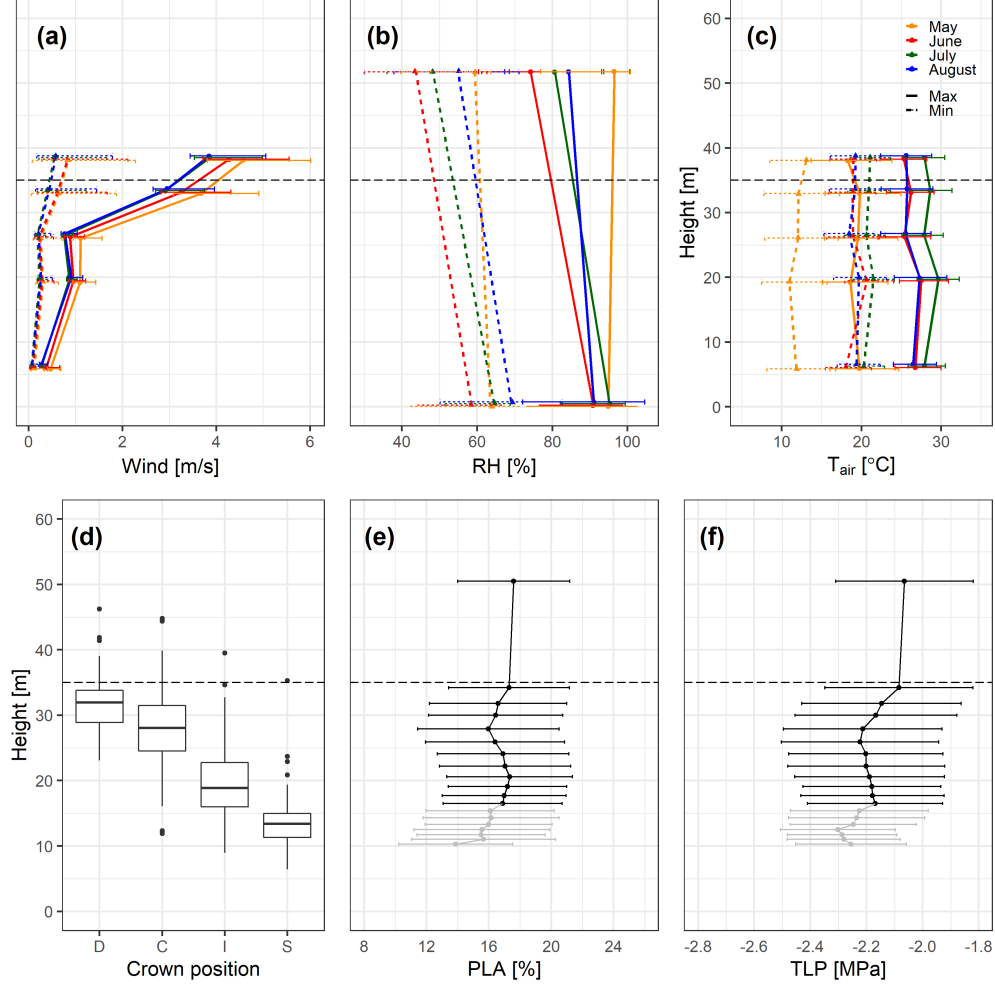 (a)
0
2
4
6
Wind [m/s]
(b)
40
60
80
100
RH [%]
(c)
May
June
July
August
Max
Min
60
50
40
30
20
10
0
Height [m]
10
20
30
Tair [°C]
(d)
60
50
40
30
20
10
0
Height [m]
D
C
I
S
Crown position
(e)
8
12
16
20
24
PLA [%]
(f)
-2.8
-2.6
-2.4
-2.2
-2.0
-1.8
TLP [MPa]